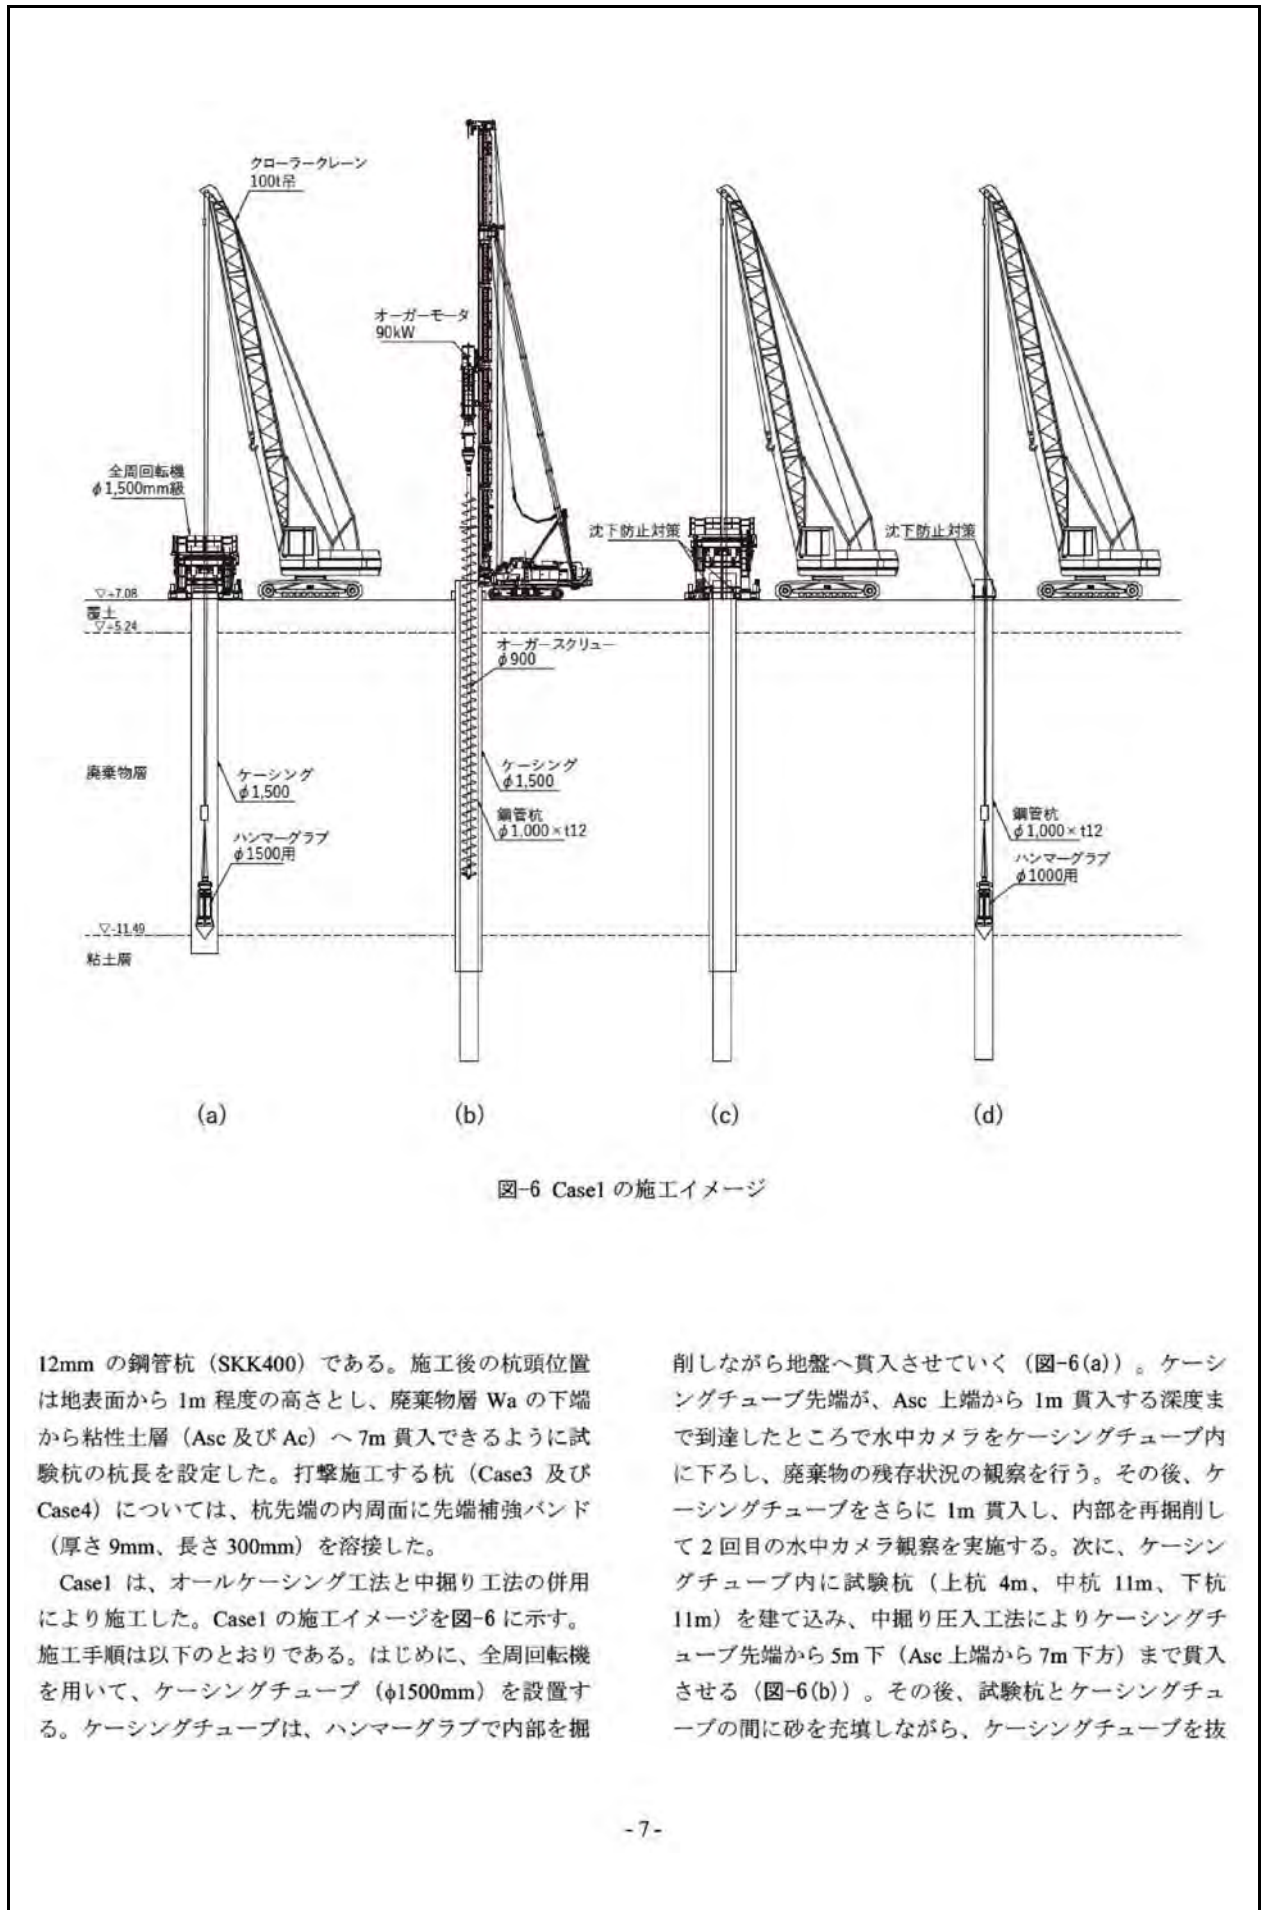 クローラークレーン
100t吊
オーガーモータ
90kW
全周回転機
φ1,500mm級
沈下防止対策
沈下防止対策
▽+7.08
覆土
▽+5.24
オーガースクリュー
φ900
廃棄物層
ケーシング
φ1,500
ハンマーグラブ
φ1500用
ケーシング
φ1,500
鋼管杭
φ1,000×t12
鋼管杭
φ1,000×t12
ハンマーグラブ
φ1000用
▽-11.49
粘土層
(a)
(b)
(c)
(d)
図-6 Case1 の施工イメージ
12mm の鋼管杭（SKK400）である。施工後の杭頭位置
は地表面から 1m 程度の高さとし、廃棄物層 Wa の下端
から粘性土層（Asc 及び Ac）へ 7m 貫入できるように試
験杭の杭長を設定した。打撃施工する杭（Case3 及び
Case4）については、杭先端の内周面に先端補強バンド
（厚さ 9mm、長さ 300mm）を溶接した。
Case1 は、オールケーシング工法と中掘り工法の併用
により施工した。Case1 の施工イメージを図-6 に示す。
施工手順は以下のとおりである。はじめに、全周回転機
を用いて、ケーシングチューブ（φ1500mm）を設置す
る。ケーシングチューブは、ハンマーグラブで内部を掘
削しながら地盤へ貫入させていく（図-6(a)）。ケーシ
ングチューブ先端が、Asc 上端から 1m 貫入する深度ま
で到達したところで水中カメラをケーシングチューブ内
に下ろし、廃棄物の残存状況の観察を行う。その後、ケ
ーシングチューブをさらに 1m 貫入し、内部を再掘削し
て 2 回目の水中カメラ観察を実施する。次に、ケーシン
グチューブ内に試験杭（上杭 4m、中杭 11m、下杭
11m）を建て込み、中掘り圧入工法によりケーシングチ
ューブ先端から 5m 下（Asc 上端から 7m 下方）まで貫入
させる（図-6(b)）。その後、試験杭とケーシングチュ
ーブの間に砂を充填しながら、ケーシングチューブを抜
- 7 -